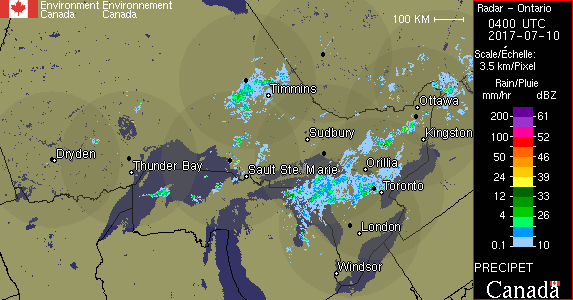 Environment Environnement
Canada Canada
100 KM
Timmins
Ottawa
Sudbury
Kingston
Dryden
Thunder Bay
Sault Ste. Marie
Orillia
Toronto
London
Windsor
Radar - Ontario
0400 UTC
2017-07-10
Scale/Échelle:
3.5 km/Pixel
Rain/Pluie
mm/hr dBZ
200 61
100 52
50 46
24 39
12 33
4 26
0.1 10
PRECIPET
Canada